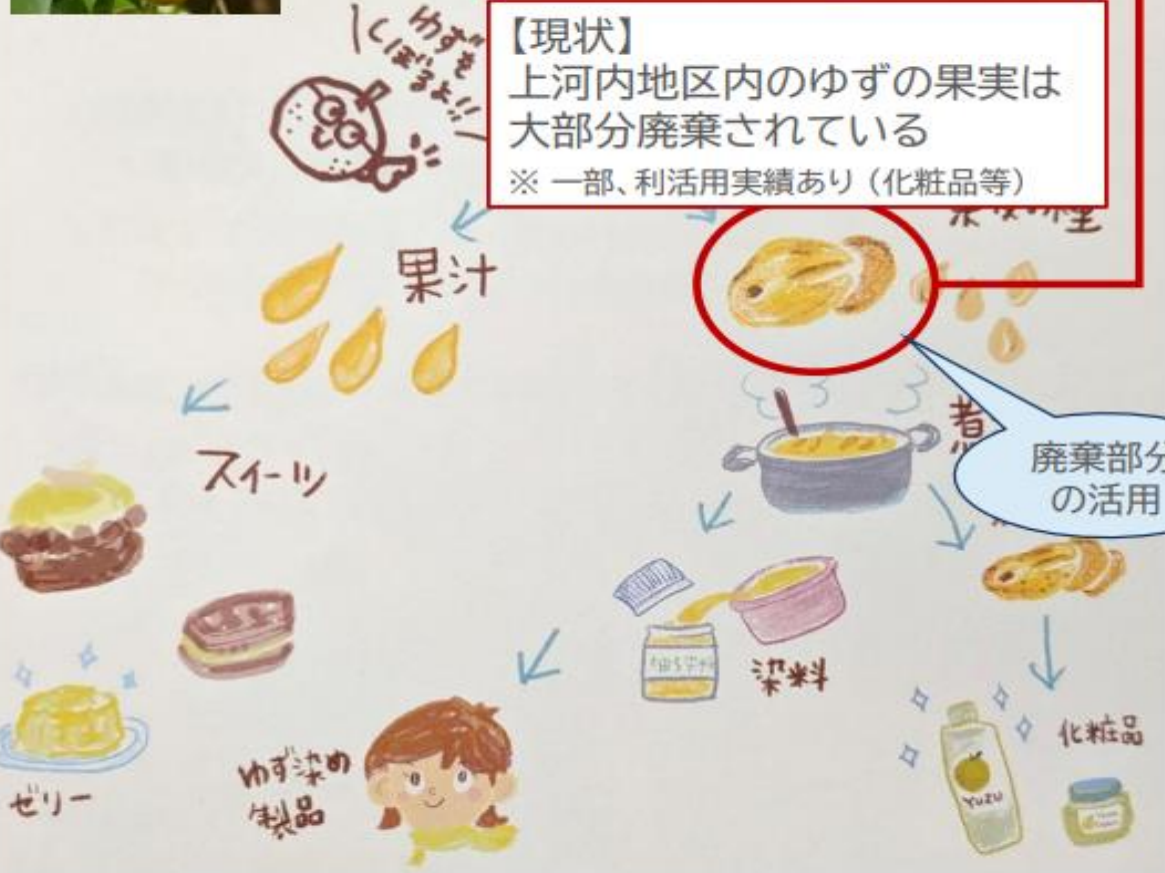 ゆずを
しぼるよ!!
【現状】
上河内地区内のゆずの果実は
大部分廃棄されている
※ 一部、利活用実績あり（化粧品等）
果汁
スイーツ
煮
廃棄部分
の活用
染料
ゆず染め
製品
ゼリー
化粧品
YUZU